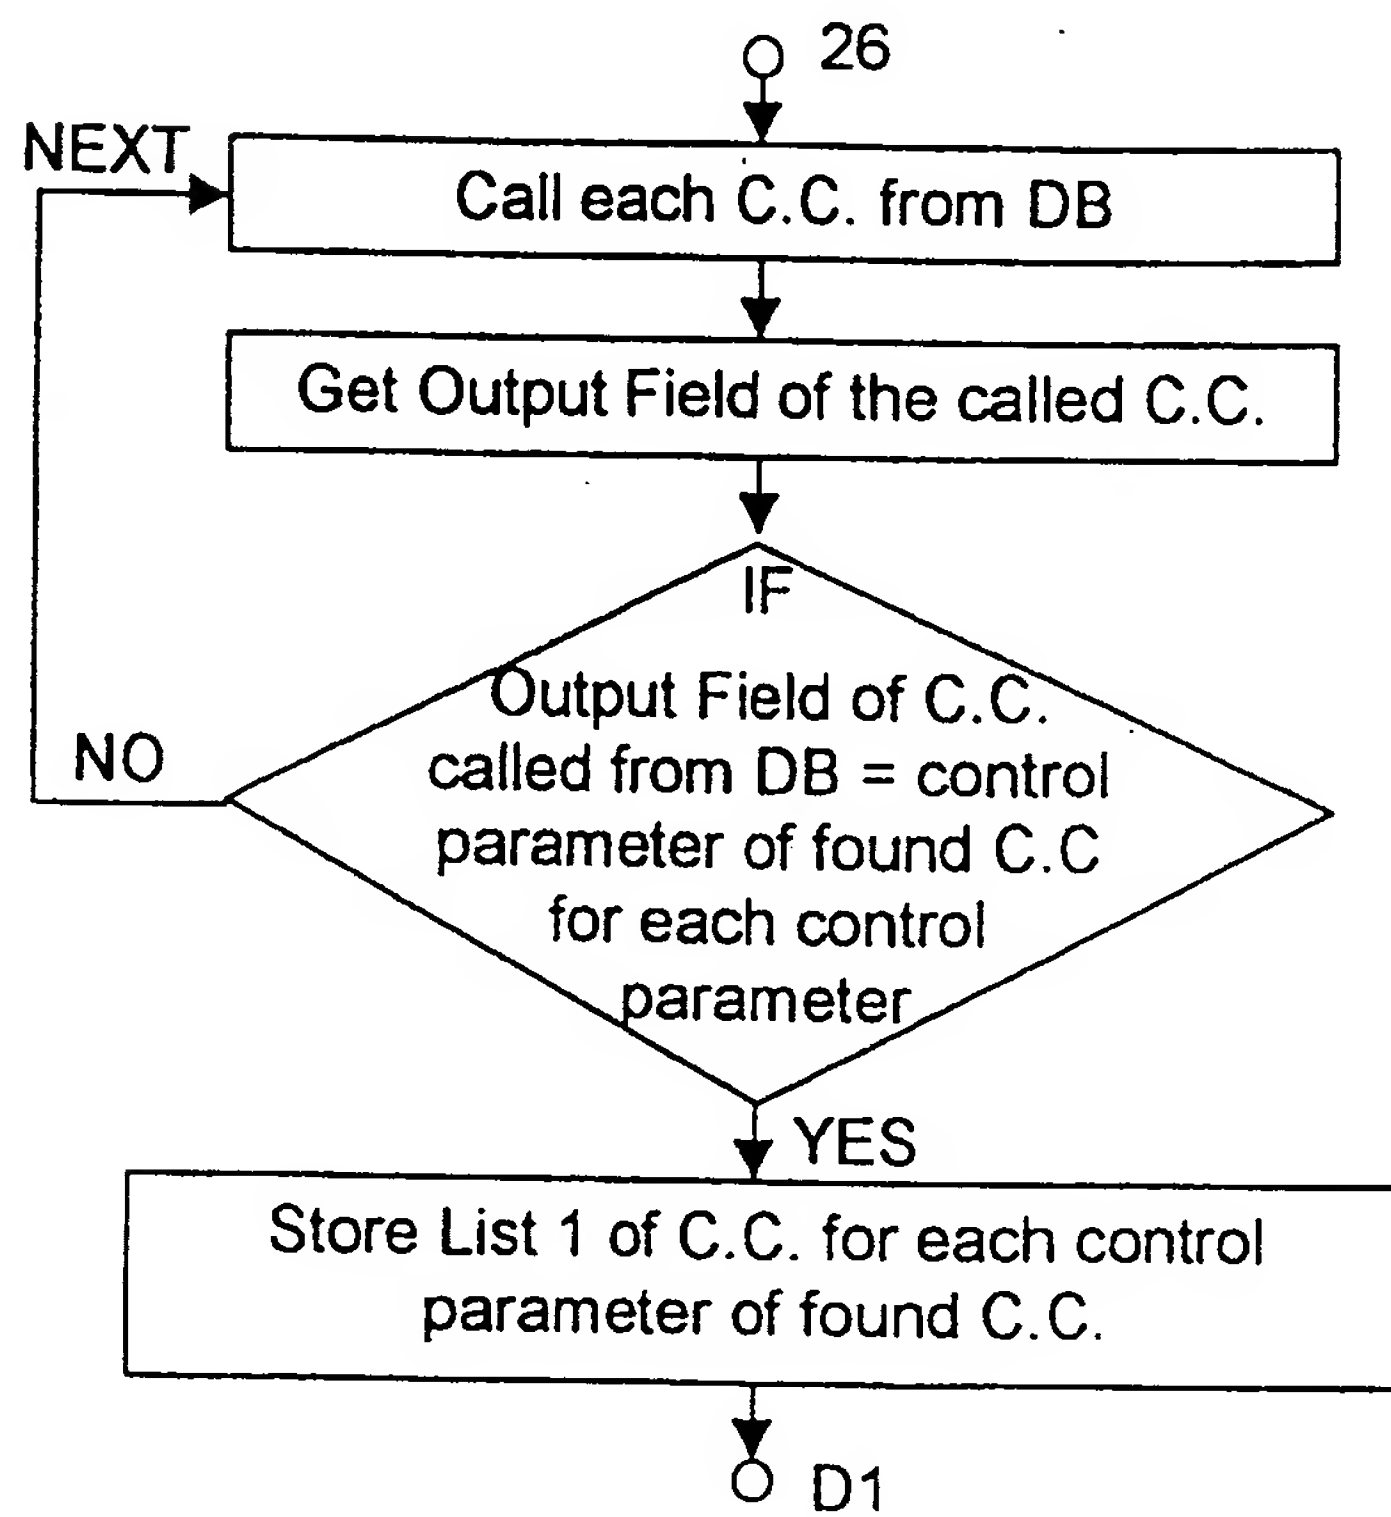 26
NEXT
Call each C.C. from DB
Get Output Field of the called C.C.
IF
Output Field of C.C.
called from DB = control
parameter of found C.C
for each control
parameter
NO
YES
Store List 1 of C.C. for each control
parameter of found C.C.
D1